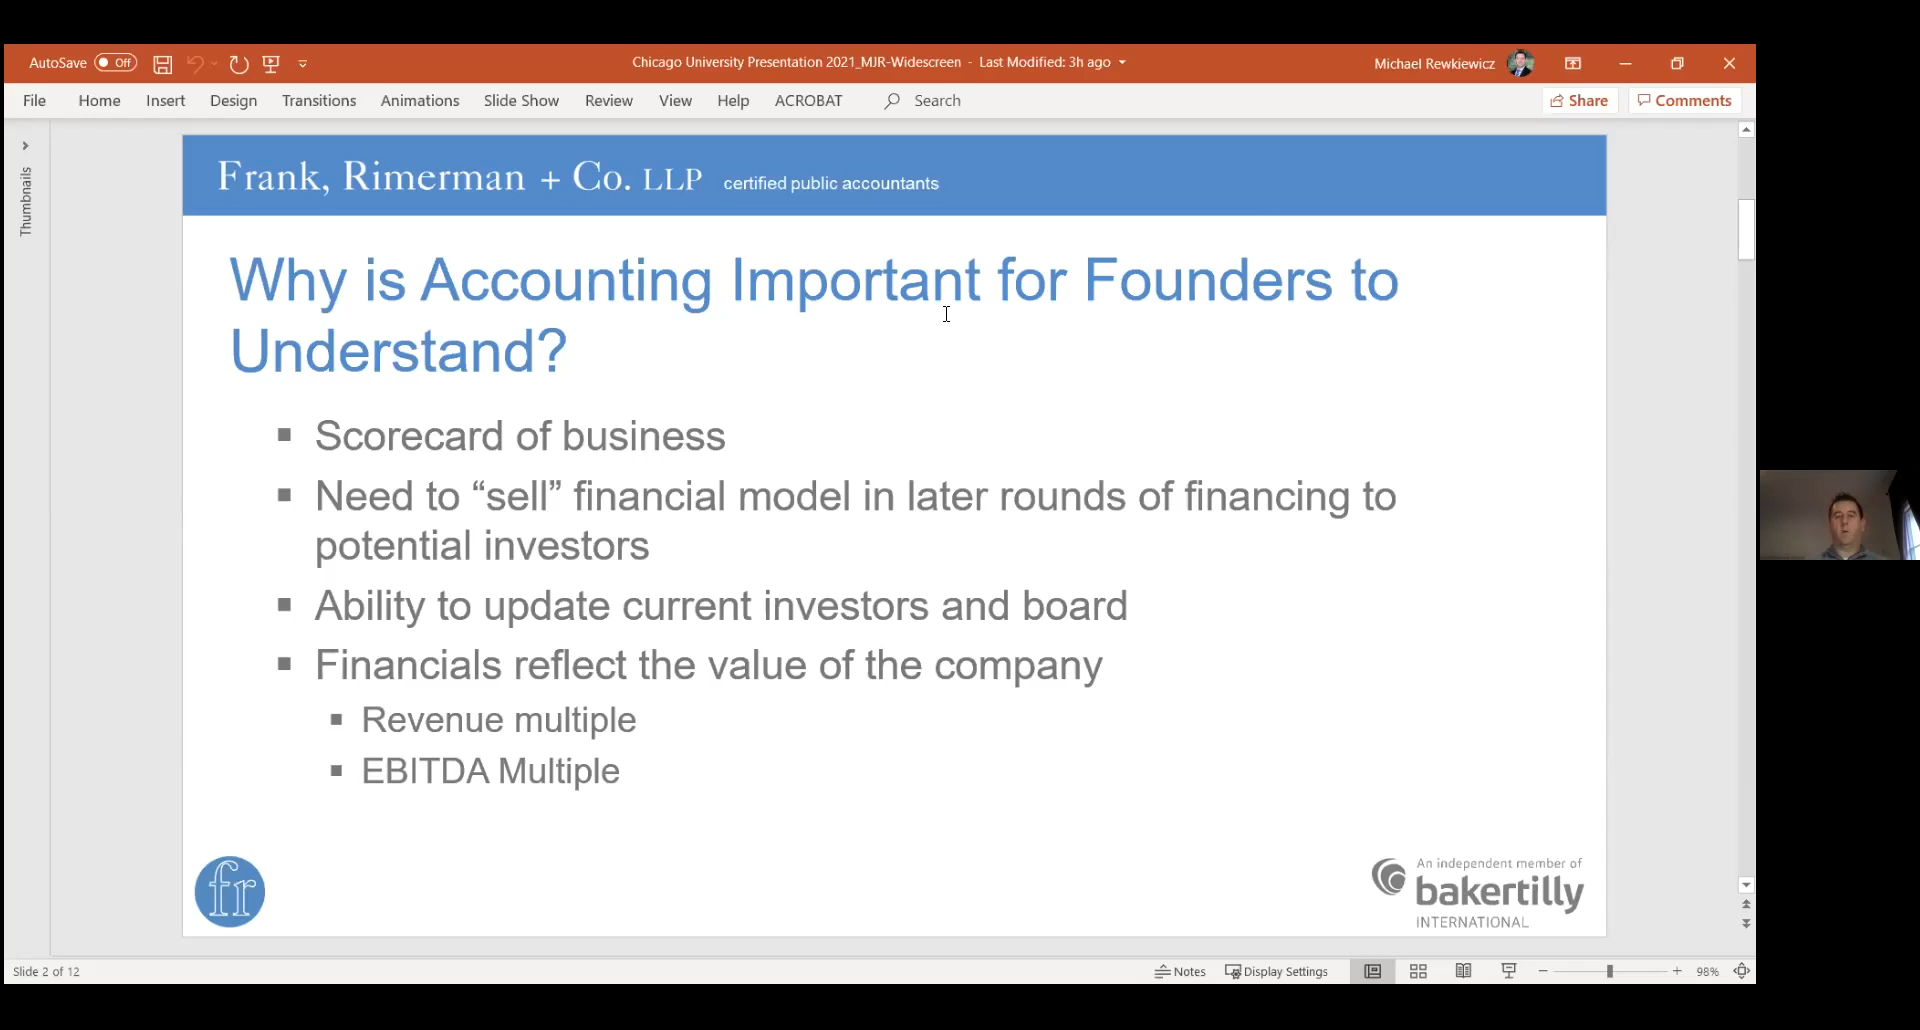 AutoSave Off
Chicago University Presentation 2021_MJR-Widescreen - Last Modified: 3h ago
Michael Rewkiewicz
File Home Insert Design Transitions Animations Slide Show Review View Help ACROBAT Search
Share Comments
Thumbnails
Frank, Rimerman + Co. LLP certified public accountants
Why is Accounting Important for Founders to
Understand?
Scorecard of business
Need to “sell” financial model in later rounds of financing to
potential investors
Ability to update current investors and board
Financials reflect the value of the company
Revenue multiple
EBITDA Multiple
fr
An independent member of
bakertilly
INTERNATIONAL
Slide 2 of 12
Notes Display Settings 98%